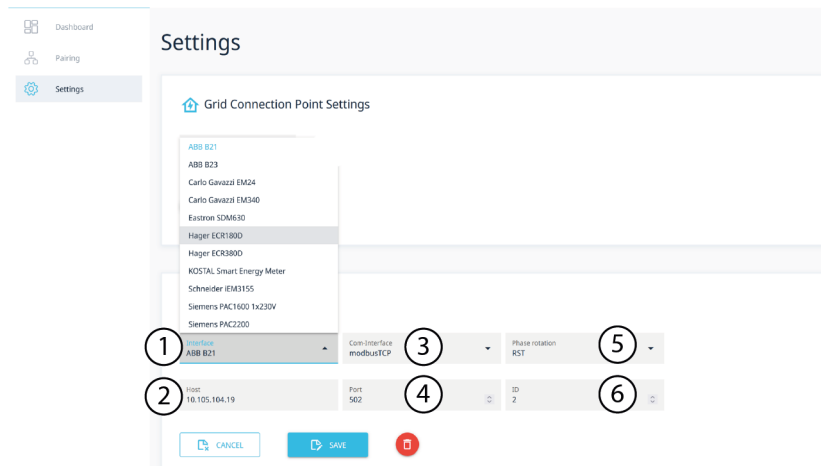 Dashboard
Settings
Pairing
Settings
Grid Connection Point Settings
ABB B21
ABB B23
Carlo Gavazzi EM24
Carlo Gavazzi EM340
Eastron SDM630
Hager ECR180D
Hager ECR380D
KOSTAL Smart Energy Meter
Schneider iEM3155
Siemens PAC1600 1x230V
Siemens PAC2200
1 Interface ABB B21
3 Com-Interface modbusTCP
5 Phase rotation RST
2 Host 10.105.104.19
4 Port 502
6 ID 2
CANCEL SAVE